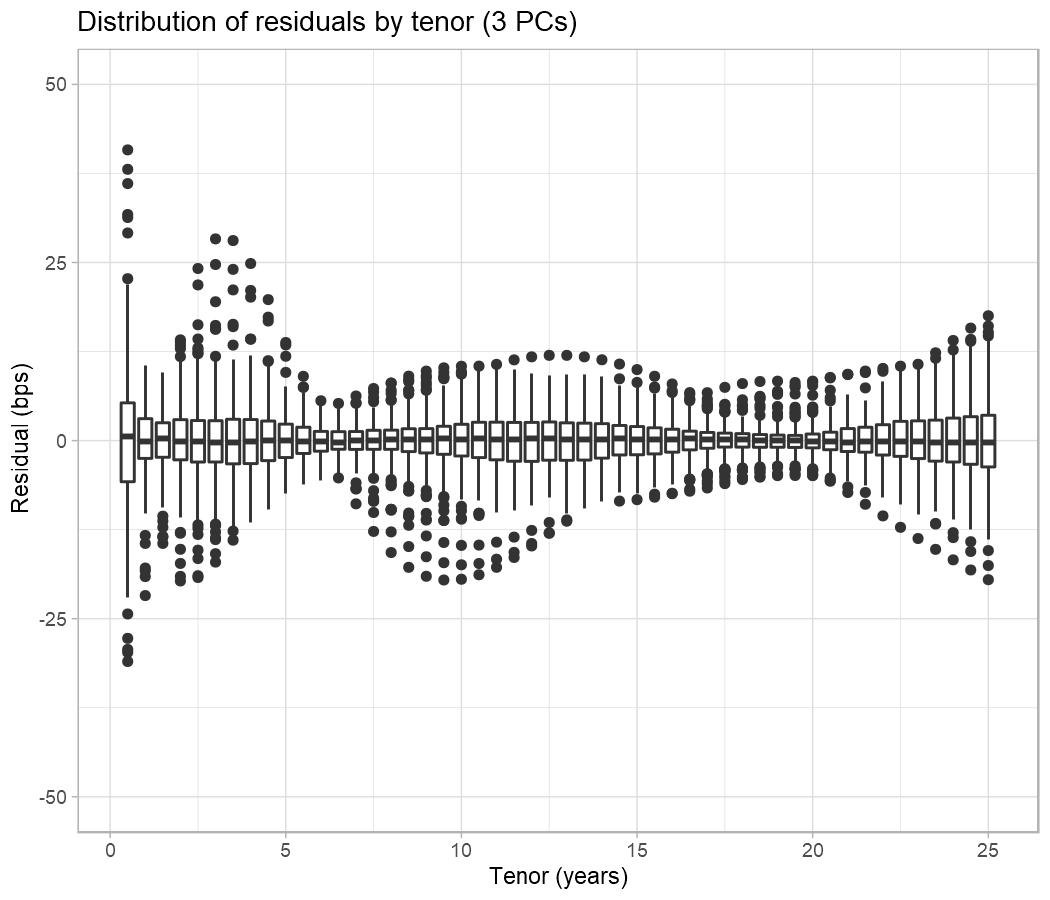 Distribution of residuals by tenor (3 PCs)
50
25
0
-25
-50
Residual (bps)
0 5 10 15 20 25
Tenor (years)